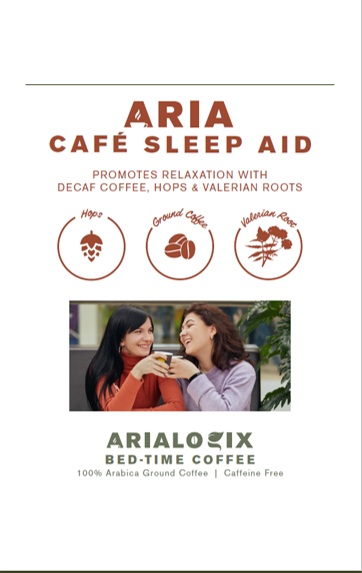 ARIA
CAFÉ SLEEP AID
PROMOTES RELAXATION WITH
DECAF COFFEE, HOPS & VALERIAN ROOTS
Hops
Ground Coffee
Valerian Root
ARIALOGIX
BED-TIME COFFEE
100% Arabica Ground Coffee | Caffeine Free